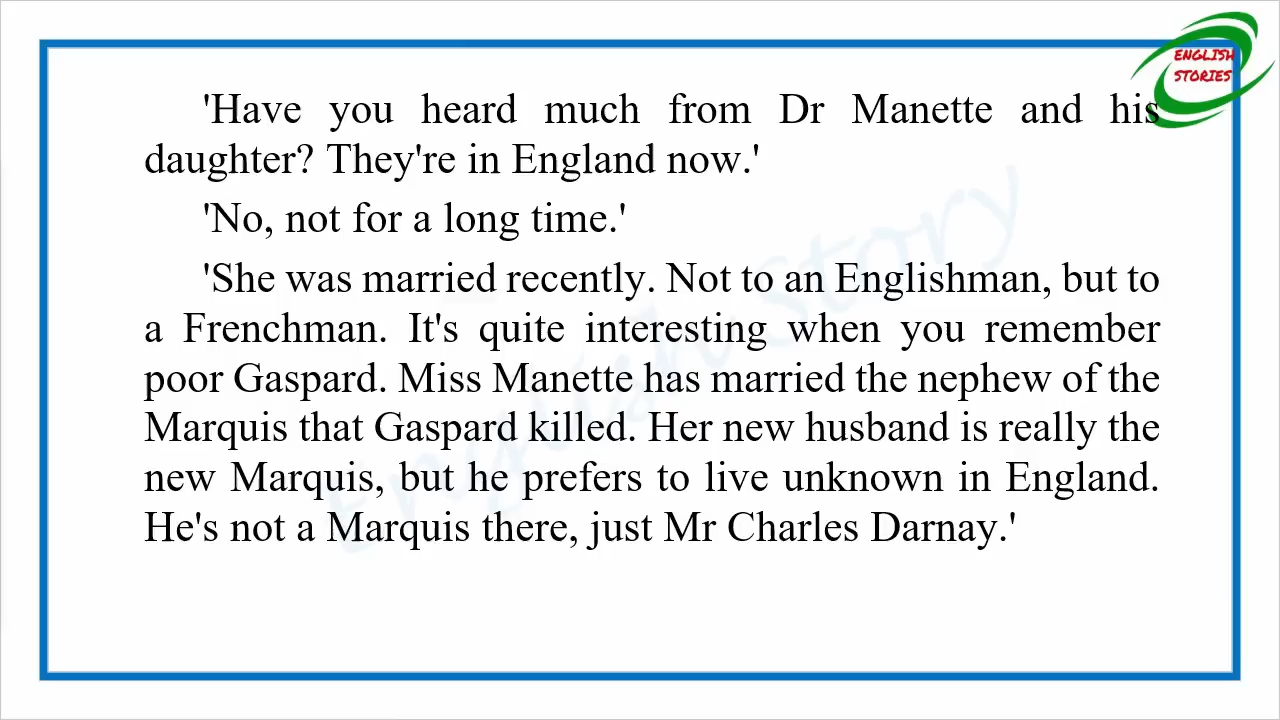 ENGLISH
STORIES
'Have you heard much from Dr Manette and his
daughter? They're in England now.'
'No, not for a long time.'
'She was married recently. Not to an Englishman, but to
a Frenchman. It's quite interesting when you remember
poor Gaspard. Miss Manette has married the nephew of the
Marquis that Gaspard killed. Her new husband is really the
new Marquis, but he prefers to live unknown in England.
He's not a Marquis there, just Mr Charles Darnay.'
English Story